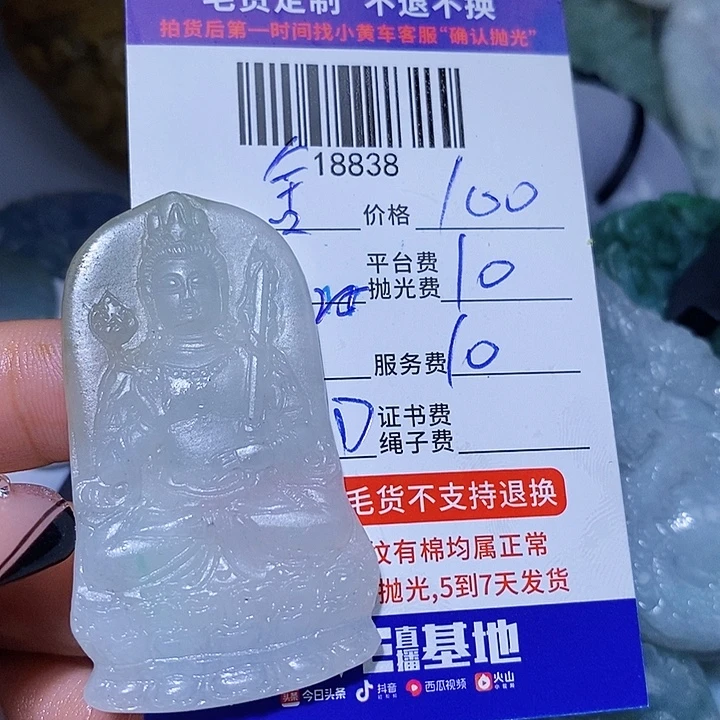 毛货定制 不退不换
拍货后第一时间找小黄车客服“确认抛光”
18838
价格 100
平台费
抛光费 10
服务费 10
证书费
绳子费
毛货不支持退换
纹有棉均属正常
抛光,5到7天发货
直播基地
头条 今日头条 抖音 西瓜视频 火山